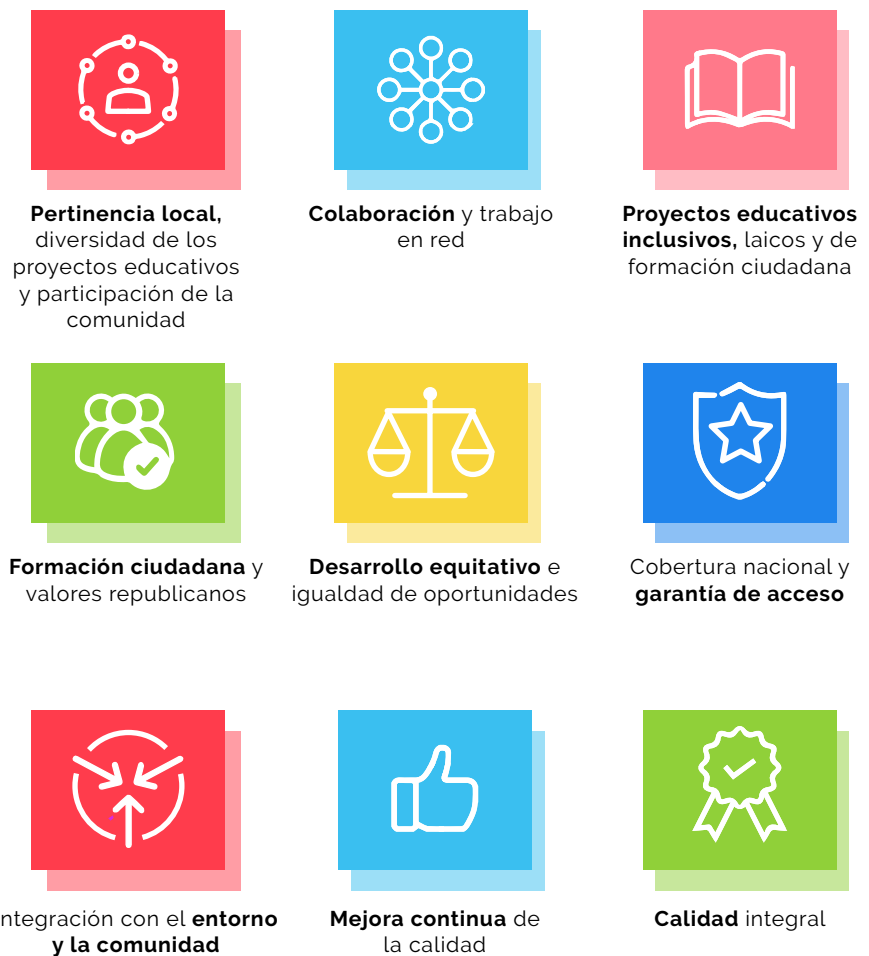 Pertinencia local,
diversidad de los
proyectos educativos
y participación de la
comunidad
Colaboración y trabajo
en red
Proyectos educativos
inclusivos, laicos y de
formación ciudadana
Formación ciudadana y
valores republicanos
Desarrollo equitativo e
igualdad de oportunidades
Cobertura nacional y
garantía de acceso
ntegración con el entorno
y la comunidad
Mejora continua de
la calidad
Calidad integral